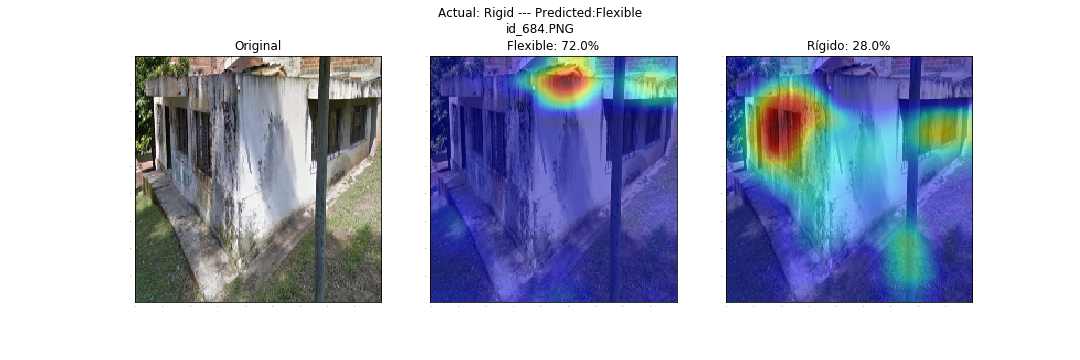 Actual: Rigid --- Predicted:Flexible
id_684.PNG
Original
Flexible: 72.0%
Rígido: 28.0%